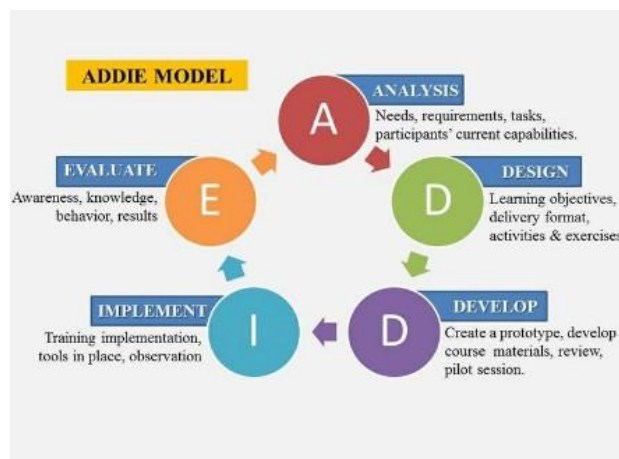 ADDIE MODEL
A
ANALYSIS
Needs, requirements, tasks,
participants' current capabilities.
D
DESIGN
Learning objectives,
delivery format,
activities & exercises
D
DEVELOP
Create a prototype, develop
course materials, review,
pilot session.
I
IMPLEMENT
Training implementation,
tools in place, observation
E
EVALUATE
Awareness, knowledge,
behavior, results